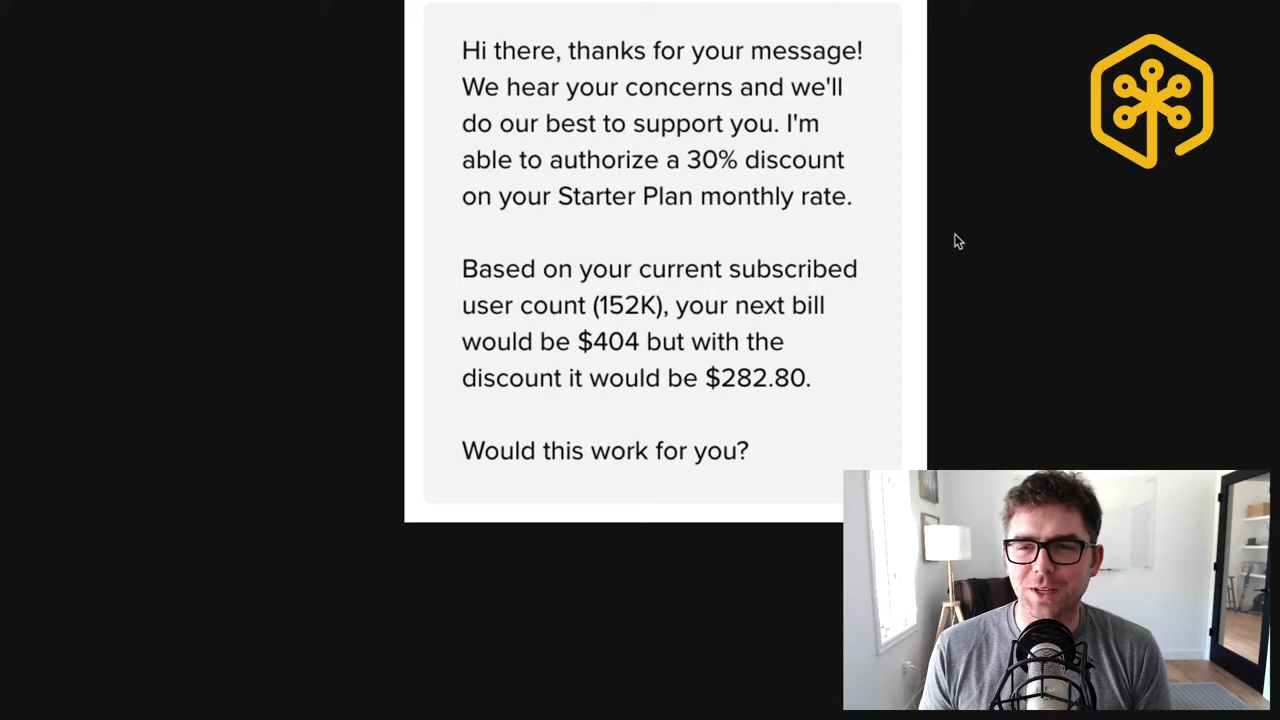 Hi there, thanks for your message!
We hear your concerns and we'll
do our best to support you. I'm
able to authorize a 30% discount
on your Starter Plan monthly rate.
Based on your current subscribed
user count (152K), your next bill
would be $404 but with the
discount it would be $282.80.
Would this work for you?